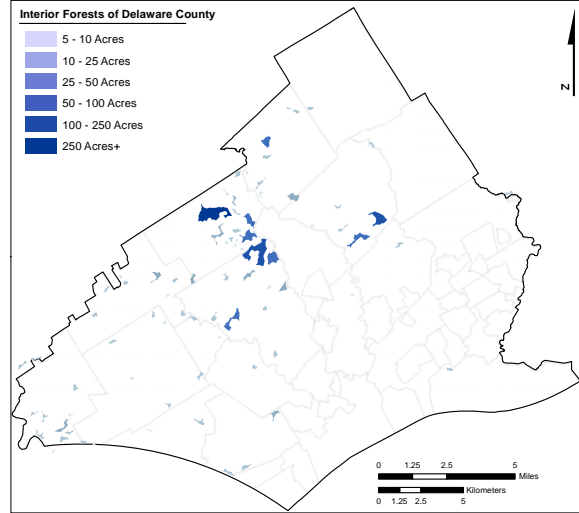 Interior Forests of Delaware County
5 - 10 Acres
10 - 25 Acres
25 - 50 Acres
50 - 100 Acres
100 - 250 Acres
250 Acres+
N
0 1.25 2.5 5
Miles
Kilometers
0 1.25 2.5 5